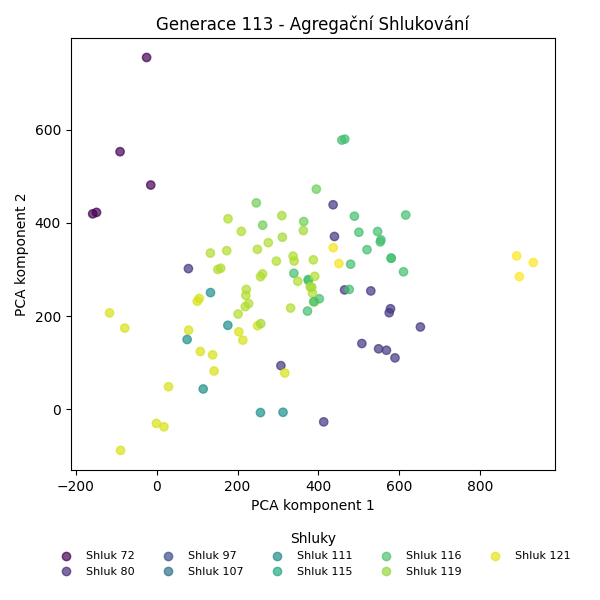 Generace 113 - Agregační Shlukování
PCA komponent 2
600
400
200
0
−200
0
200
400
600
800
PCA komponent 1
Shluky
Shluk 72
Shluk 97
Shluk 111
Shluk 116
Shluk 121
Shluk 80
Shluk 107
Shluk 115
Shluk 119